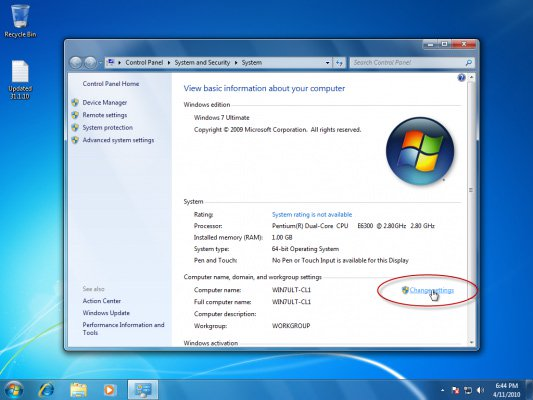 Recycle Bin
Updated
31.1.10
Control Panel
System and Security
System
Search Control Panel
Control Panel Home
Device Manager
Remote settings
System protection
Advanced system settings
See also
Action Center
Windows Update
Performance Information and
Tools
View basic information about your computer
Windows edition
Windows 7 Ultimate
Copyright © 2009 Microsoft Corporation. All rights reserved.
System
Rating: System rating is not available
Processor: Pentium(R) Dual-Core CPU E6300 @ 2.80GHz 2.80 GHz
Installed memory (RAM): 1.00 GB
System type: 64-bit Operating System
Pen and Touch: No Pen or Touch Input is available for this Display
Computer name, domain, and workgroup settings
Computer name: WIN7ULT-CL1 Change settings
Full computer name: WIN7ULT-CL1
Computer description:
Workgroup: WORKGROUP
Windows activation
6:44 PM
4/11/2010